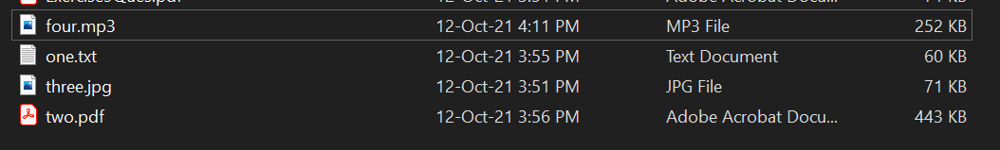 four.mp3 12-Oct-21 4:11 PM MP3 File 252 KB
one.txt 12-Oct-21 3:55 PM Text Document 60 KB
three.jpg 12-Oct-21 3:51 PM JPG File 71 KB
two.pdf 12-Oct-21 3:56 PM Adobe Acrobat Docu... 443 KB